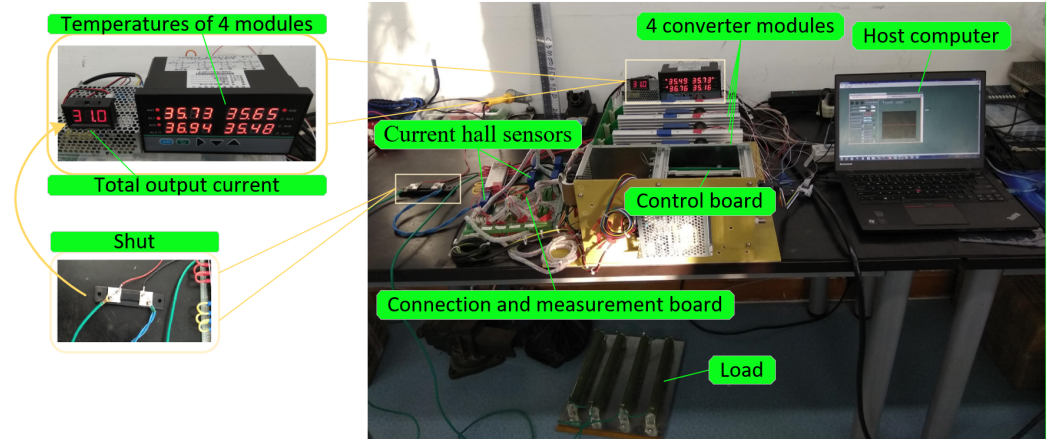 Temperatures of 4 modules
4 converter modules
Host computer
31.0
35.73 35.65
36.94 35.48
31.0
35.49 35.73
36.76 35.16
Current hall sensors
Total output current
Control board
Shut
Connection and measurement board
Load